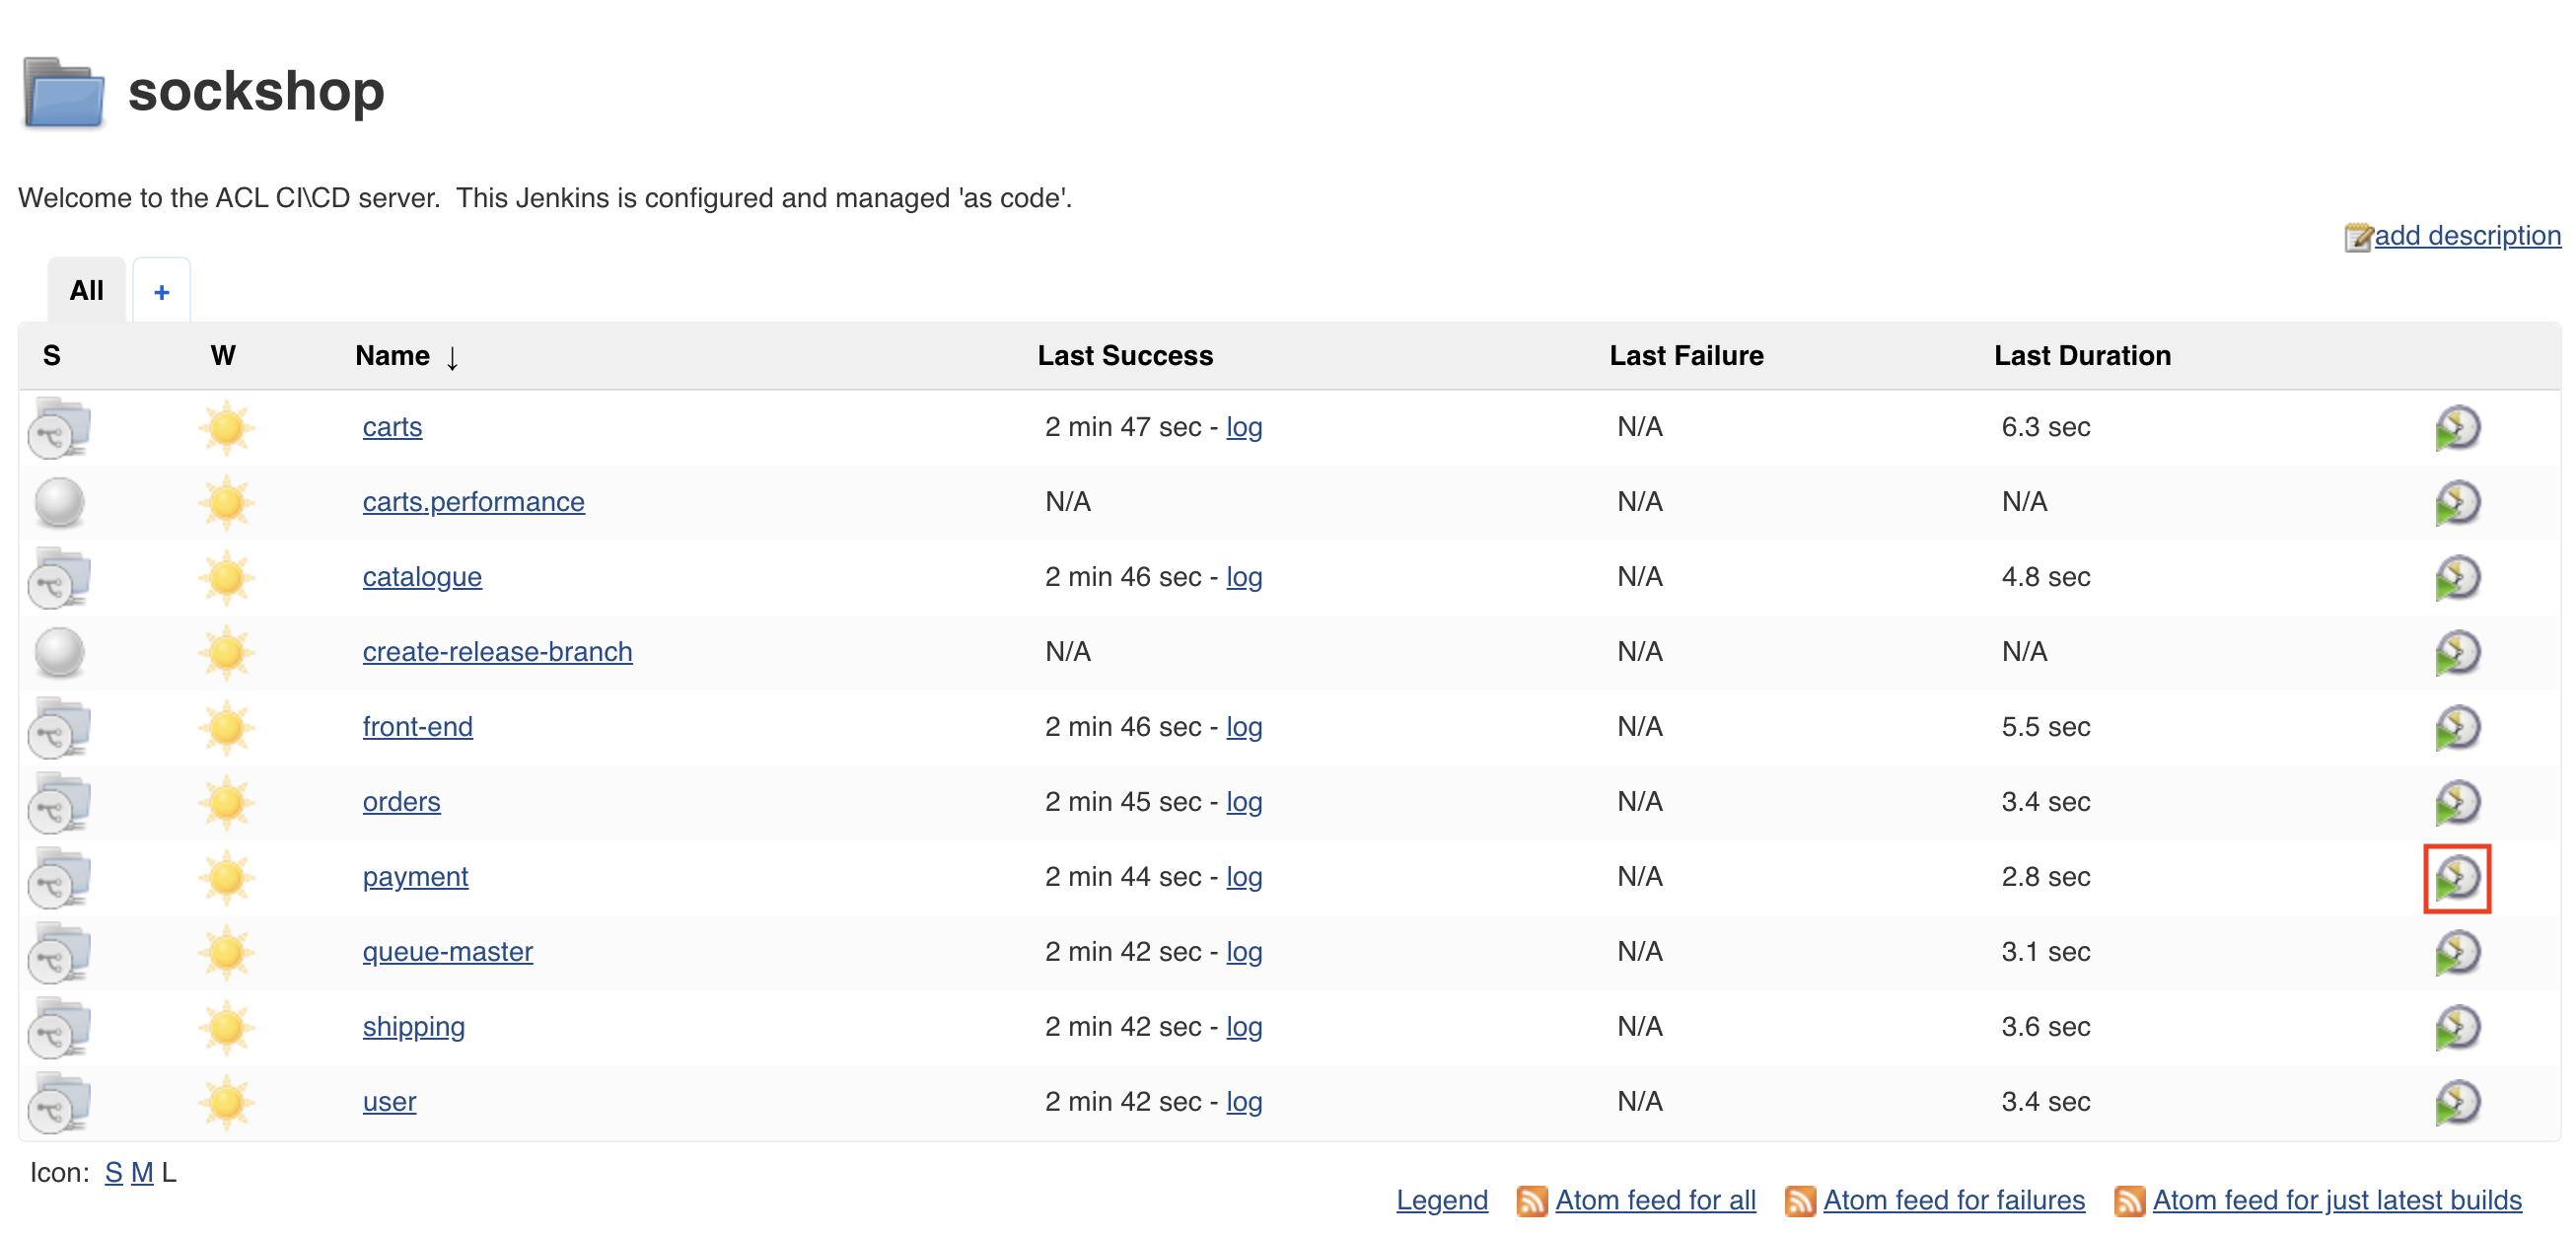 sockshop
Welcome to the ACL CI\CD server.  This Jenkins is configured and managed 'as code'.
add description
All +
S W Name ↓ Last Success Last Failure Last Duration
carts 2 min 47 sec - log N/A 6.3 sec
carts.performance N/A N/A N/A
catalogue 2 min 46 sec - log N/A 4.8 sec
create-release-branch N/A N/A N/A
front-end 2 min 46 sec - log N/A 5.5 sec
orders 2 min 45 sec - log N/A 3.4 sec
payment 2 min 44 sec - log N/A 2.8 sec
queue-master 2 min 42 sec - log N/A 3.1 sec
shipping 2 min 42 sec - log N/A 3.6 sec
user 2 min 42 sec - log N/A 3.4 sec
Icon: S M L
Legend Atom feed for all Atom feed for failures Atom feed for just latest builds